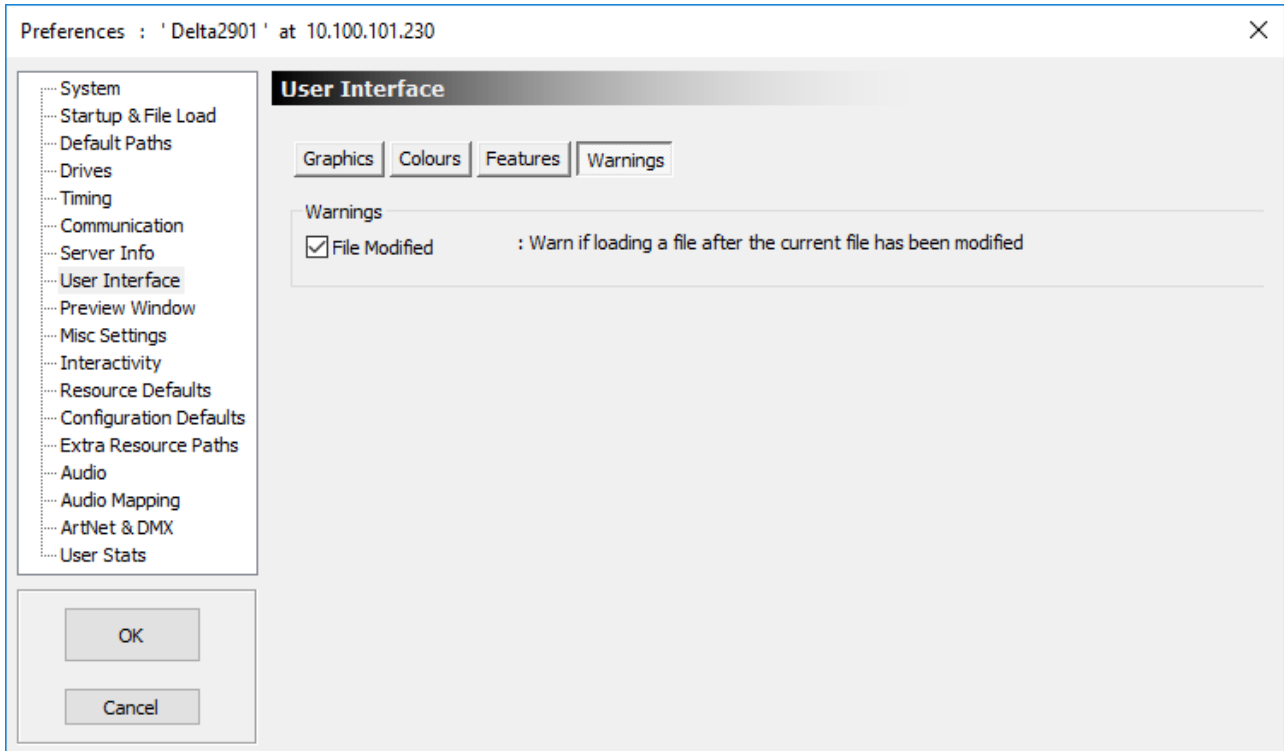 Preferences : ' Delta2901 ' at 10.100.101.230
System
Startup & File Load
Default Paths
Drives
Timing
Communication
Server Info
User Interface
Preview Window
Misc Settings
Interactivity
Resource Defaults
Configuration Defaults
Extra Resource Paths
Audio
Audio Mapping
ArtNet & DMX
User Stats
OK
Cancel
User Interface
Graphics Colours Features Warnings
Warnings
File Modified : Warn if loading a file after the current file has been modified